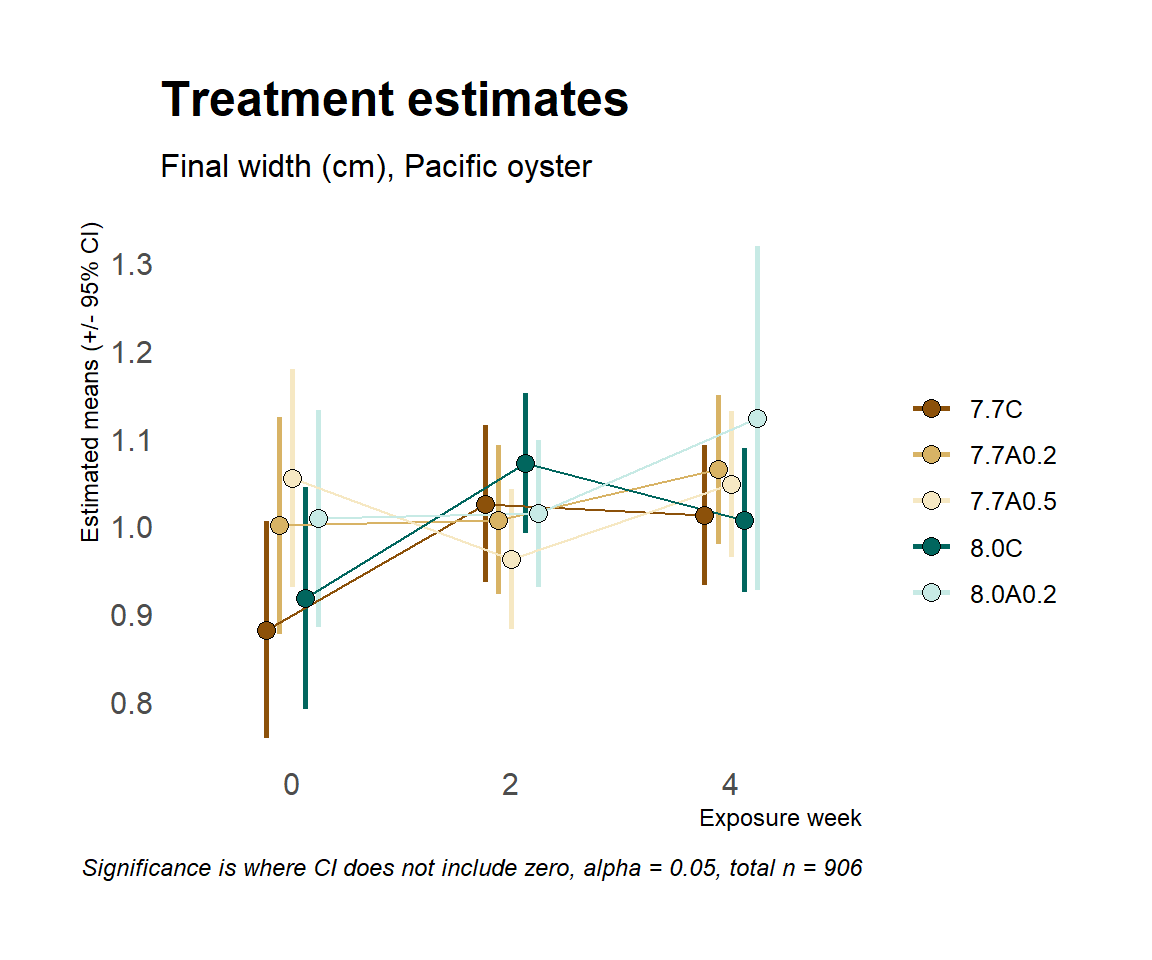 Treatment estimates
Final width (cm), Pacific oyster
Estimated means (+/- 95% CI)
1.3
1.2
1.1
1.0
0.9
0.8
0
2
4
Exposure week
7.7C
7.7A0.2
7.7A0.5
8.0C
8.0A0.2
Significance is where CI does not include zero, alpha = 0.05, total n = 906